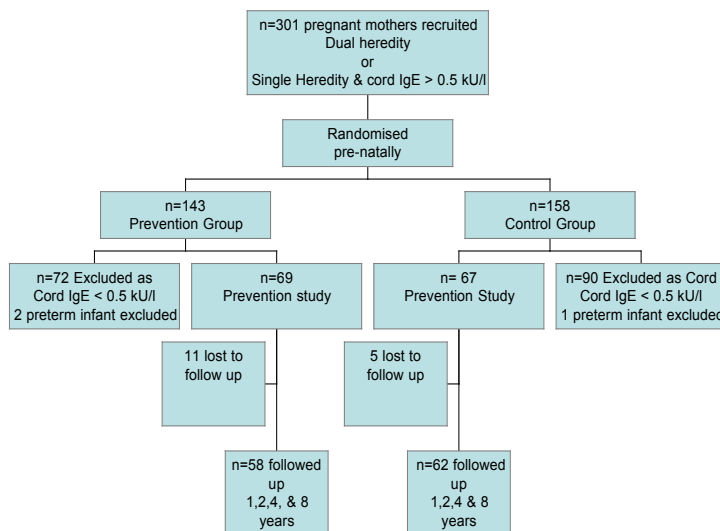 n=301 pregnant mothers recruited
Dual heredity
or
Single Heredity & cord IgE > 0.5 kU/l
Randomised
pre-natally
n=143
Prevention Group
n=158
Control Group
n=72 Excluded as
Cord IgE < 0.5 kU/l
2 preterm infant excluded
n=69
Prevention study
n= 67
Prevention Study
n=90 Excluded as Cord
Cord IgE < 0.5 kU/l
1 preterm infant excluded
11 lost to
follow up
5 lost to
follow up
n=58 followed
up
1,2,4, & 8
years
n=62 followed
up
1,2,4 & 8
years